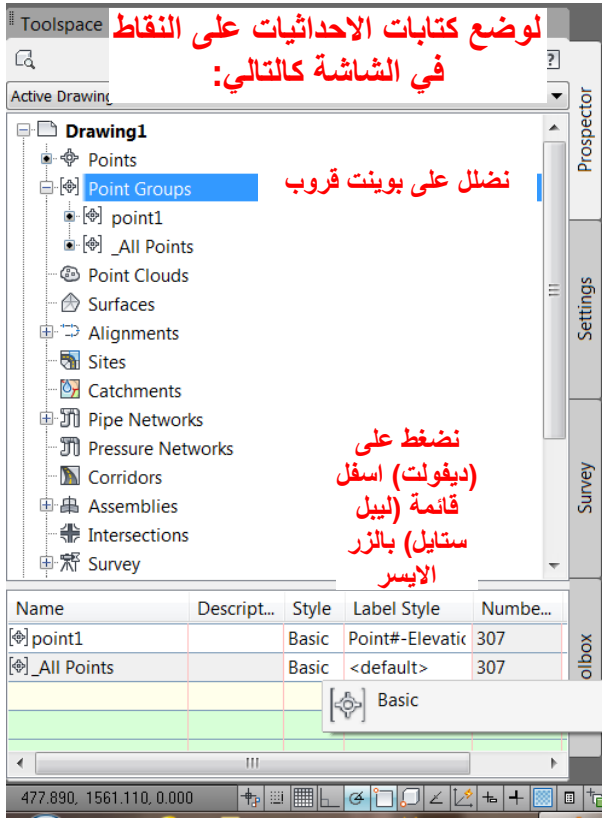 Toolspace
لوضع كتابات الاحداثيات على النقاط
في الشاشة كالتالي:
?
Active Drawing
Prospector
Drawing1
Points
Point Groups
نضلل على بوينت قروب
point1
_All Points
Point Clouds
Surfaces
Settings
Alignments
Sites
Catchments
Pipe Networks
Pressure Networks
Corridors
Assemblies
Intersections
Survey
Survey
نضغط على
(ديفولت) اسفل
قائمة (ليبل
ستايل) بالزر
الايسر
Name Descript... Style Label Style Numbe...
point1 Basic Point#-Elevatic 307
_All Points Basic <default> 307
olbox
Basic
477.890, 1561.110, 0.000